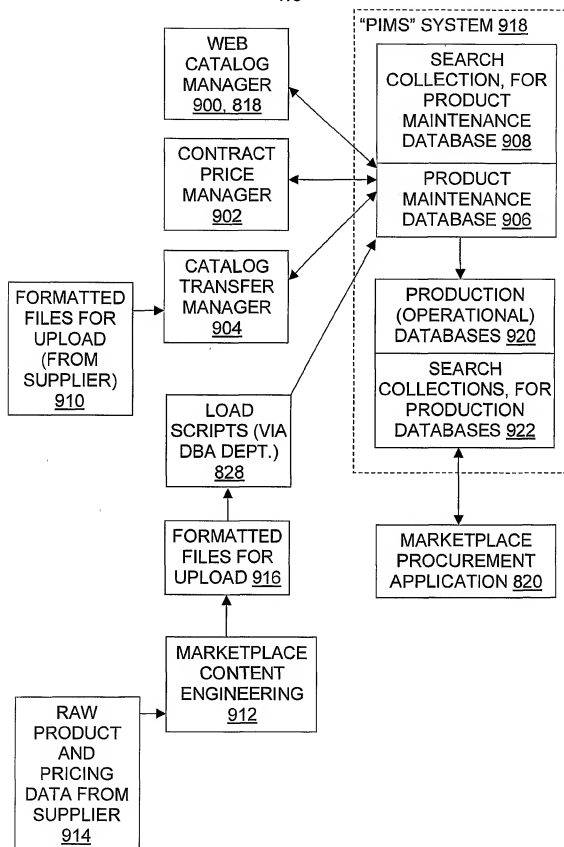 "PIMS" SYSTEM 918
WEB
CATALOG
MANAGER
900, 818
SEARCH
COLLECTION, FOR
PRODUCT
MAINTENANCE
DATABASE 908
CONTRACT
PRICE
MANAGER
902
PRODUCT
MAINTENANCE
DATABASE 906
CATALOG
TRANSFER
MANAGER
904
FORMATTED
FILES FOR
UPLOAD
(FROM
SUPPLIER)
910
PRODUCTION
(OPERATIONAL)
DATABASES 920
SEARCH
COLLECTIONS, FOR
PRODUCTION
DATABASES 922
LOAD
SCRIPTS (VIA
DBA DEPT.)
828
FORMATTED
FILES FOR
UPLOAD 916
MARKETPLACE
PROCUREMENT
APPLICATION 820
MARKETPLACE
CONTENT
ENGINEERING
912
RAW
PRODUCT
AND
PRICING
DATA FROM
SUPPLIER
914